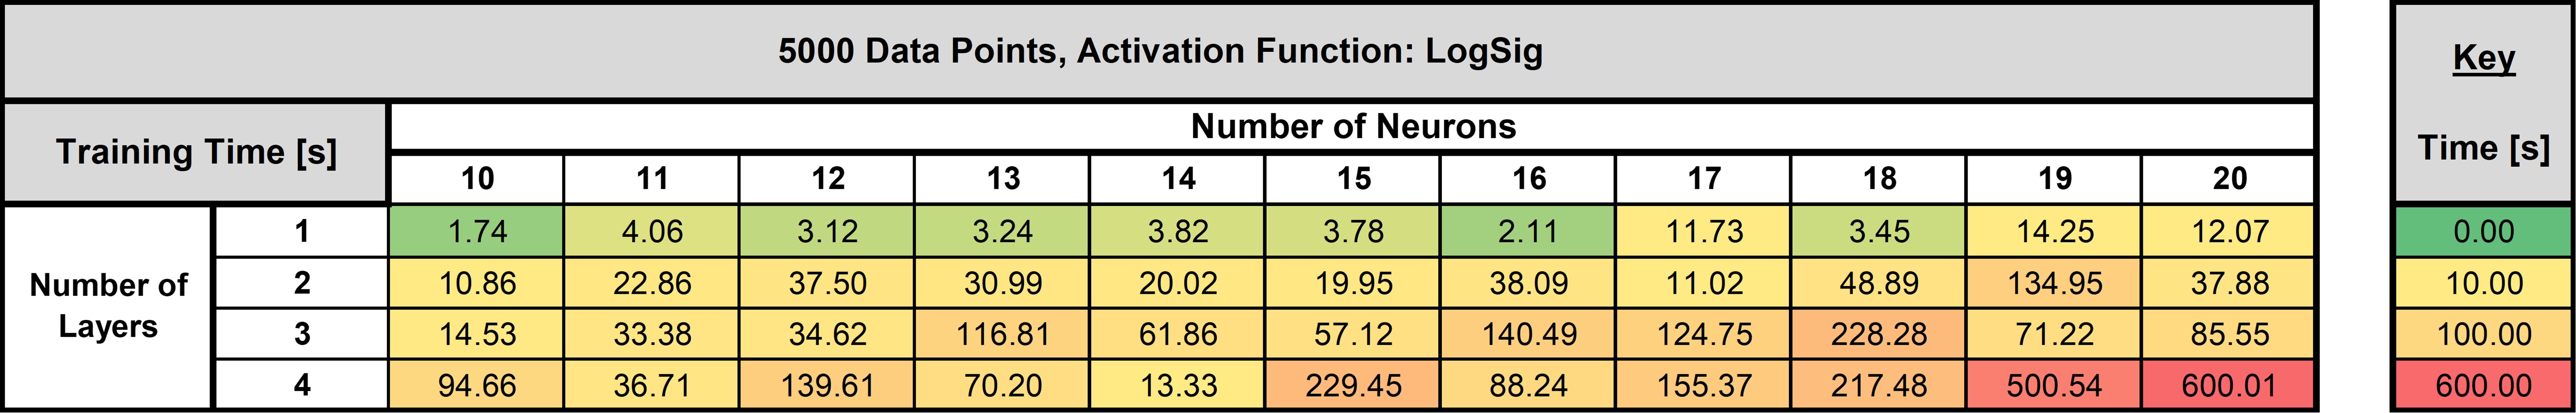 5000 Data Points, Activation Function: LogSig
Training Time [s]
Number of Neurons
10 11 12 13 14 15 16 17 18 19 20
Number of
Layers
1 1.74 4.06 3.12 3.24 3.82 3.78 2.11 11.73 3.45 14.25 12.07
2 10.86 22.86 37.50 30.99 20.02 19.95 38.09 11.02 48.89 134.95 37.88
3 14.53 33.38 34.62 116.81 61.86 57.12 140.49 124.75 228.28 71.22 85.55
4 94.66 36.71 139.61 70.20 13.33 229.45 88.24 155.37 217.48 500.54 600.01
Key
Time [s]
0.00
10.00
100.00
600.00